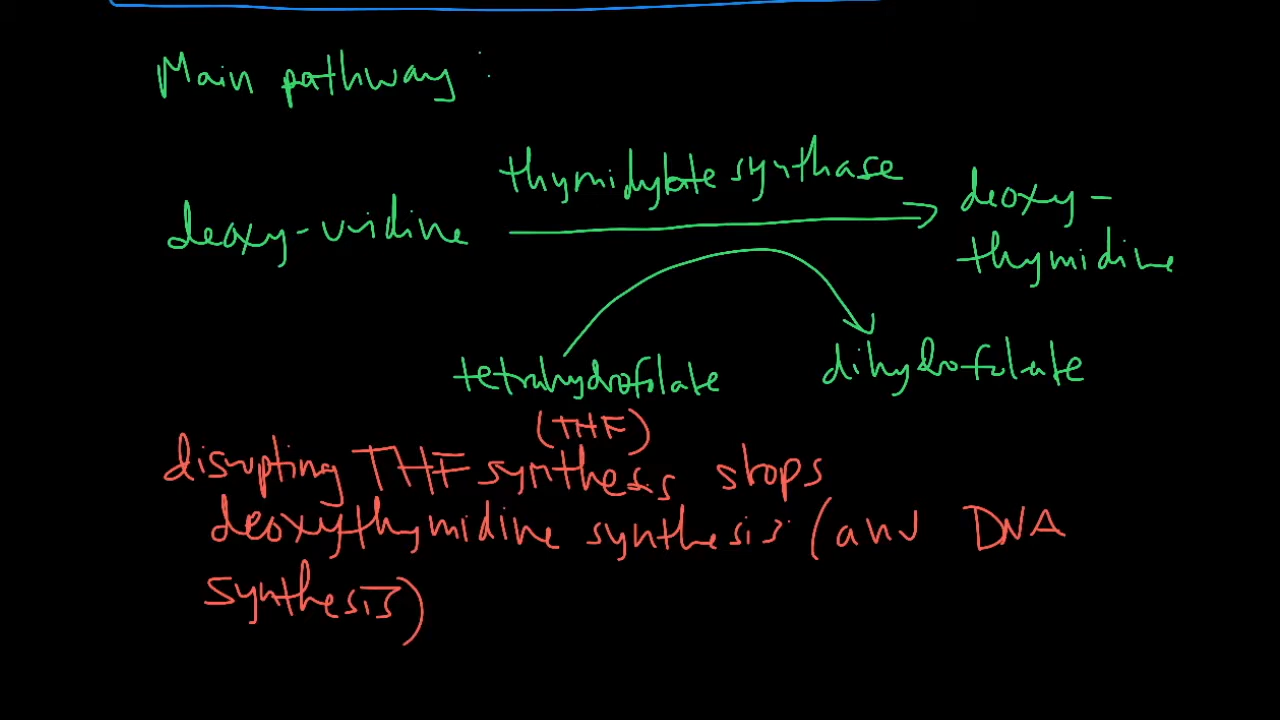 Main pathway:
thymidylate synthase
deoxy-uridine
deoxy-
thymidine
tetrahydrofolate
dihydrofolate
(THF)
disrupting THF synthesis stops
deoxythymidine synthesis (and DNA
synthesis)